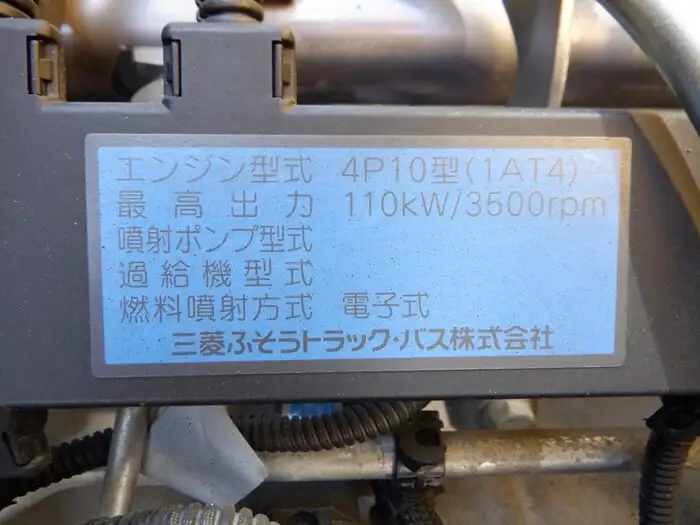 エンジン型式 4P10型(1AT4)
最高出力 110kW/3500rpm
噴射ポンプ型式
過給機型式
燃料噴射方式 電子式
三菱ふそうトラック・バス株式会社